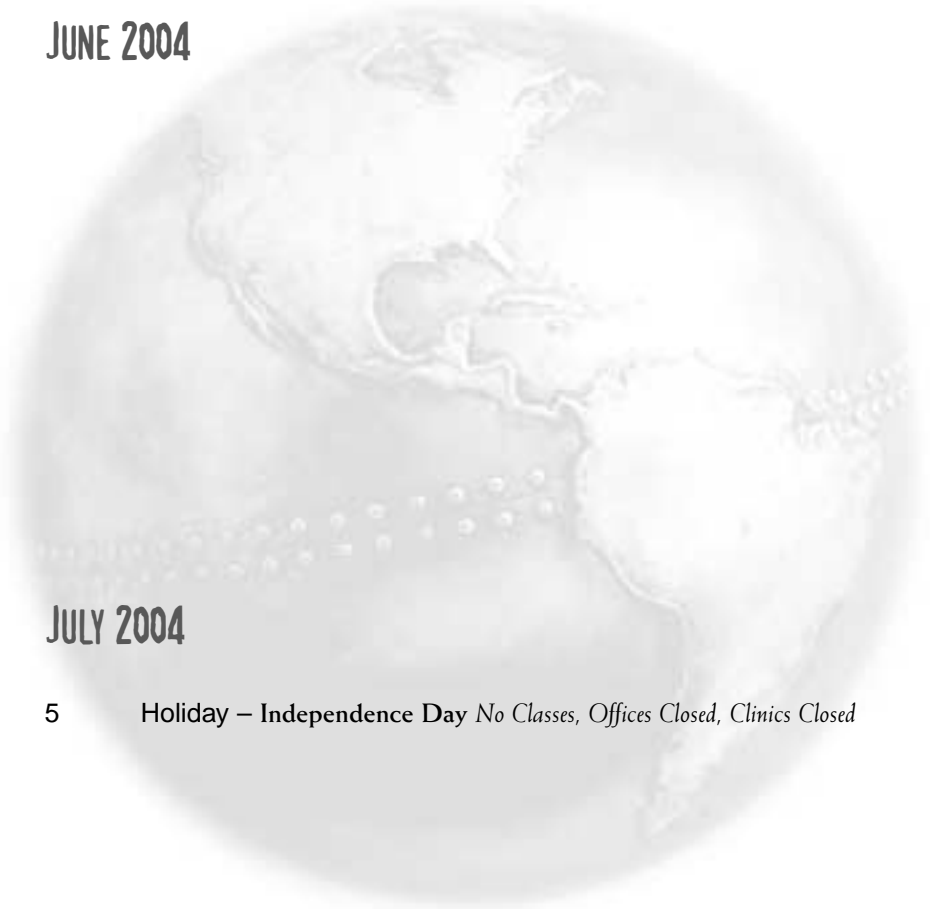 JUNE 2004
JULY 2004
5 Holiday – Independence Day No Classes, Offices Closed, Clinics Closed